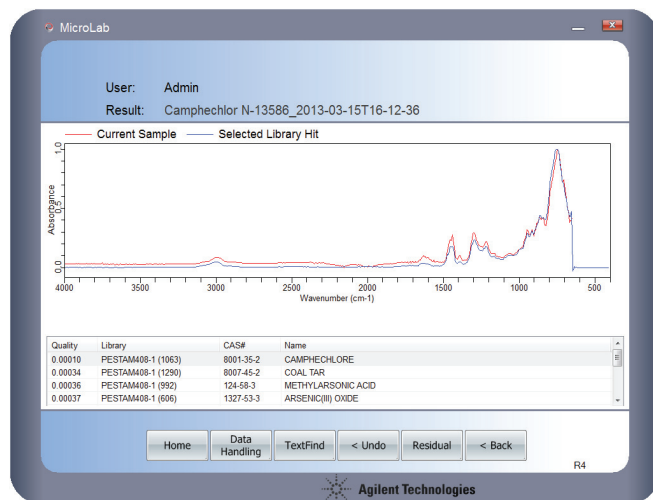 MicroLab
User: Admin
Result: Camphechlor N-13586_2013-03-15T16-12-36
Current Sample Selected Library Hit
1.0
0.5
0.0
Absorbance
4000 3500 3000 2500 2000 1500 1000 500
Wavenumber (cm-1)
Quality Library CAS# Name
0.00010 PESTAM408-1 (1063) 8001-35-2 CAMPHECHLORE
0.00034 PESTAM408-1 (1290) 8007-45-2 COAL TAR
0.00036 PESTAM408-1 (992) 124-58-3 METHYLARSONIC ACID
0.00037 PESTAM408-1 (606) 1327-53-3 ARSENIC(III) OXIDE
Home Data Handling TextFind < Undo Residual < Back
R4
Agilent Technologies